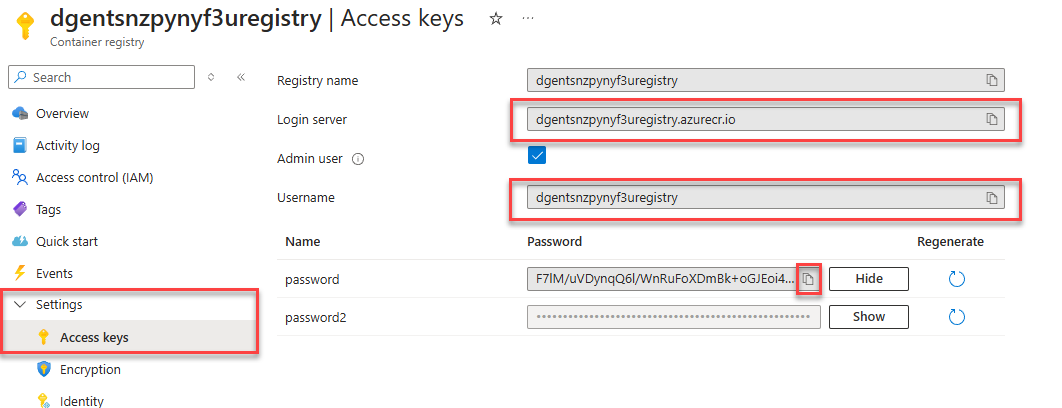 dgentsnzpynyf3uregistry | Access keys ☆ ···
Container registry
Search
Overview
Activity log
Access control (IAM)
Tags
Quick start
Events
Settings
Access keys
Encryption
Identity
Registry name dgentsnzpynyf3uregistry
Login server dgentsnzpynyf3uregistry.azurecr.io
Admin user
Username dgentsnzpynyf3uregistry
Name Password Regenerate
password F7lM/uVDynqQ6l/WnRuFoXDmBk+oGJEoi4... Hide
password2 •••••••••••••••••••••••••••••••••••••••••••••••••••• Show